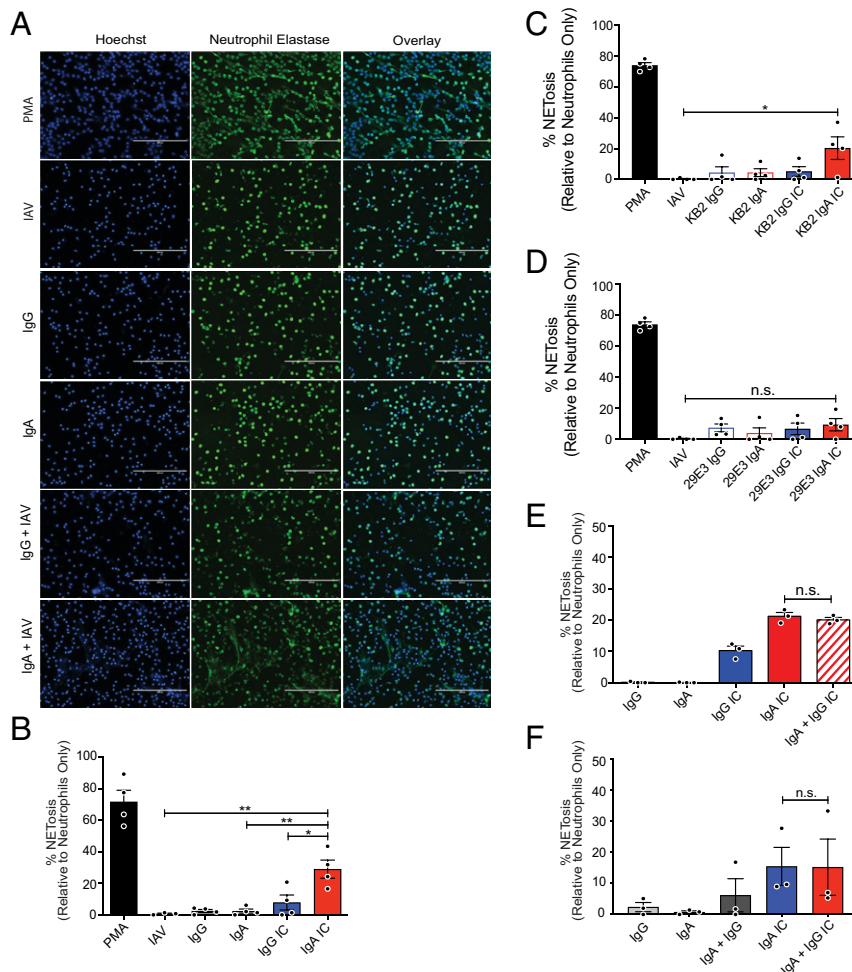 A
Hoechst
Neutrophil Elastase
Overlay
PMA
IAV
IgG
IgA
IgG + IAV
IgA + IAV
B
% NETosis
(Relative to Neutrophils Only)
100
80
60
40
20
0
**
**
*
PMA
IAV
IgG
IgA
IgG IC
IgA IC
C
% NETosis
(Relative to Neutrophils Only)
100
80
60
40
20
0
*
PMA
IAV
KB2 IgG
KB2 IgA
KB2 IgG IC
KB2 IgA IC
D
% NETosis
(Relative to Neutrophils Only)
100
80
60
40
20
0
n.s.
PMA
IAV
29E3 IgG
29E3 IgA
29E3 IgG IC
29E3 IgA IC
E
% NETosis
(Relative to Neutrophils Only)
50
40
30
20
10
0
n.s.
IgG
IgA
IgG IC
IgA IC
IgA + IgG IC
F
% NETosis
(Relative to Neutrophils Only)
50
40
30
20
10
0
n.s.
IgG
IgA
IgA + IgG
IgA IC
IgA + IgG IC